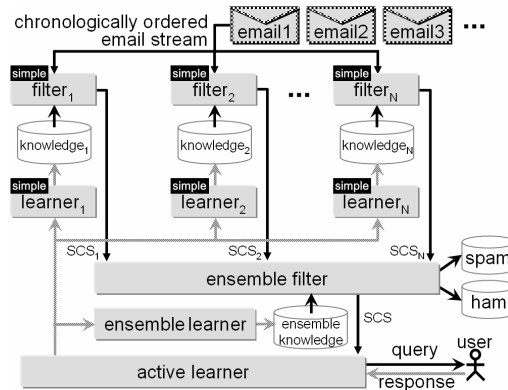 chronologically ordered
email stream
email1 email2 email3 ...
simple simple simple
filter1 filter2 ... filterN
knowledge1 knowledge2 knowledgeN
simple simple simple
learner1 learner2 learnerN
SCS1 SCS2 SCSN
spam
ensemble filter
ham
ensemble learner
ensemble
knowledge
SCS
user
query
active learner
response